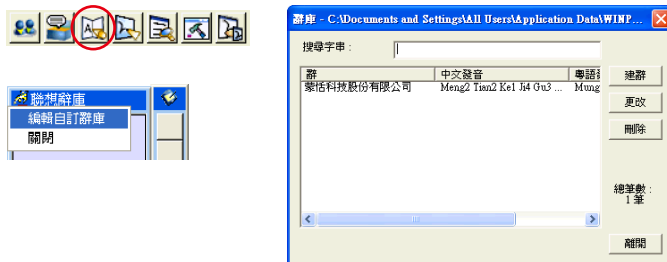 聯想辭庫
編輯自訂辭庫
關閉
辭庫 - C:\Documents and Settings\All Users\Application Data\WINP...
搜尋字串：
辭 中文發音 粵語
蒙恬科技股份有限公司 Meng2 Tian2 Ke1 Ji4 Gu3 ... Mung
建辭
更改
刪除
總筆數：
1 筆
離開